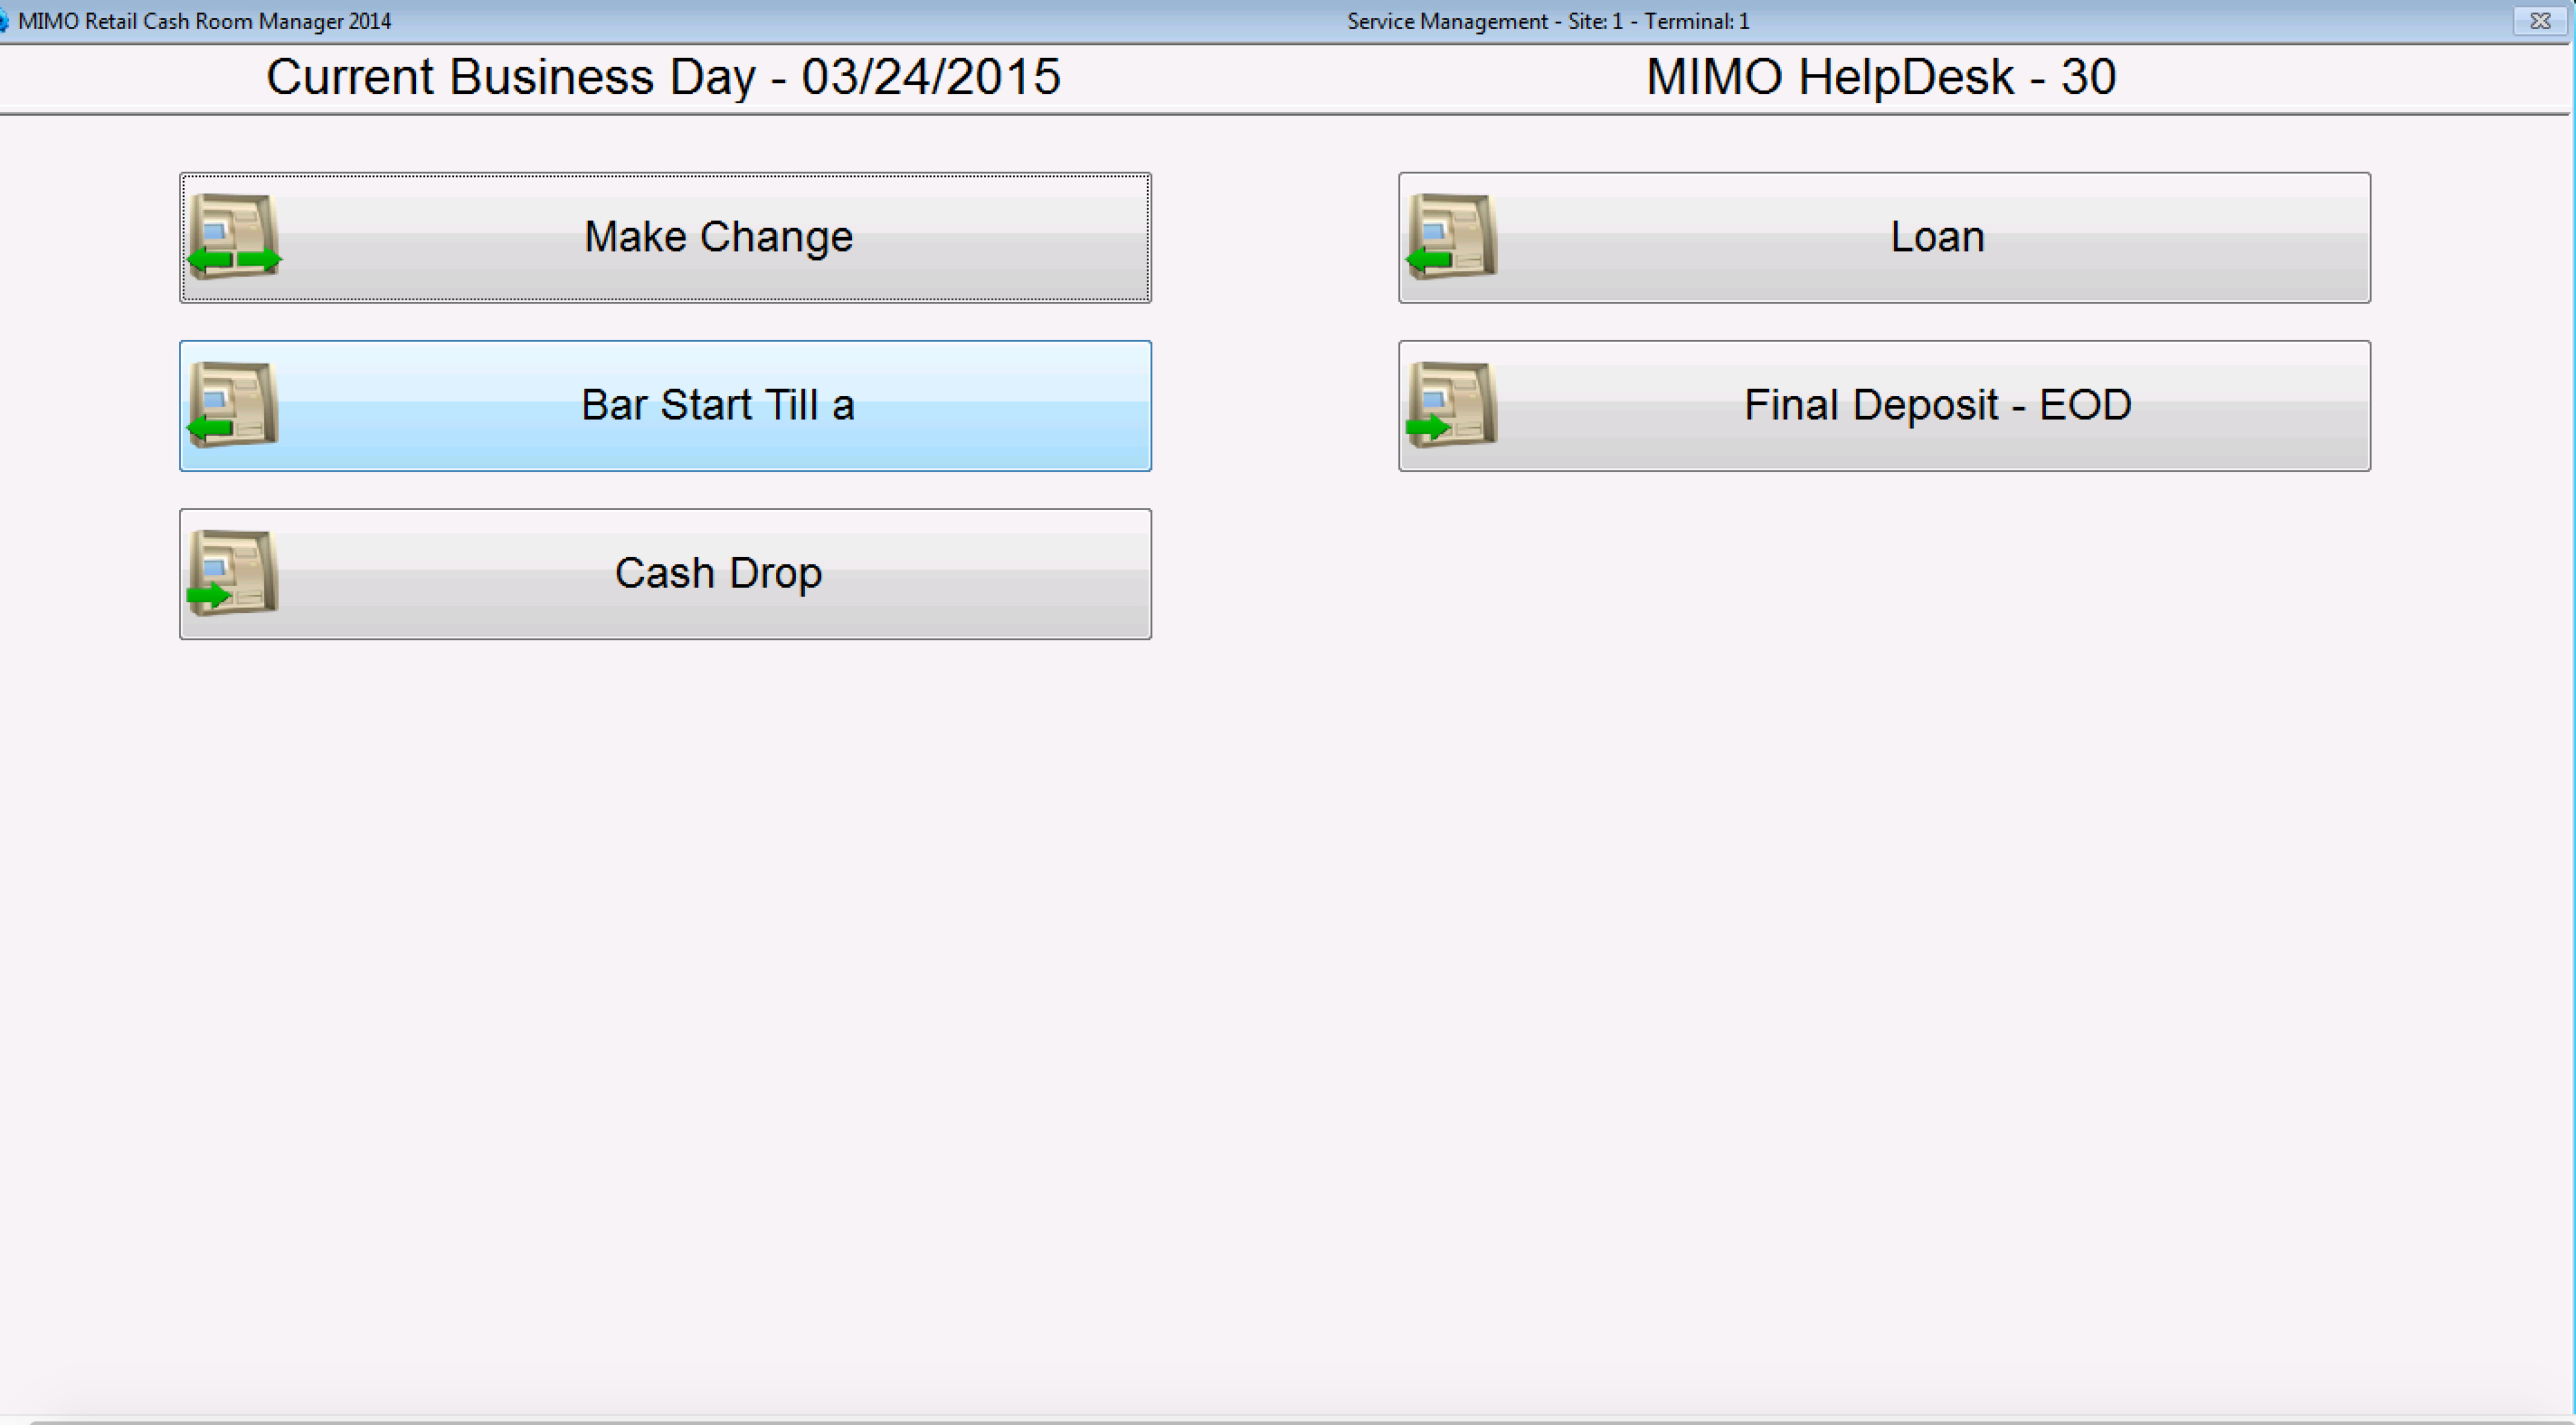 MIMO Retail Cash Room Manager 2014
Service Management - Site: 1 - Terminal: 1
Current Business Day - 03/24/2015
MIMO HelpDesk - 30
Make Change
Loan
Bar Start Till a
Final Deposit - EOD
Cash Drop